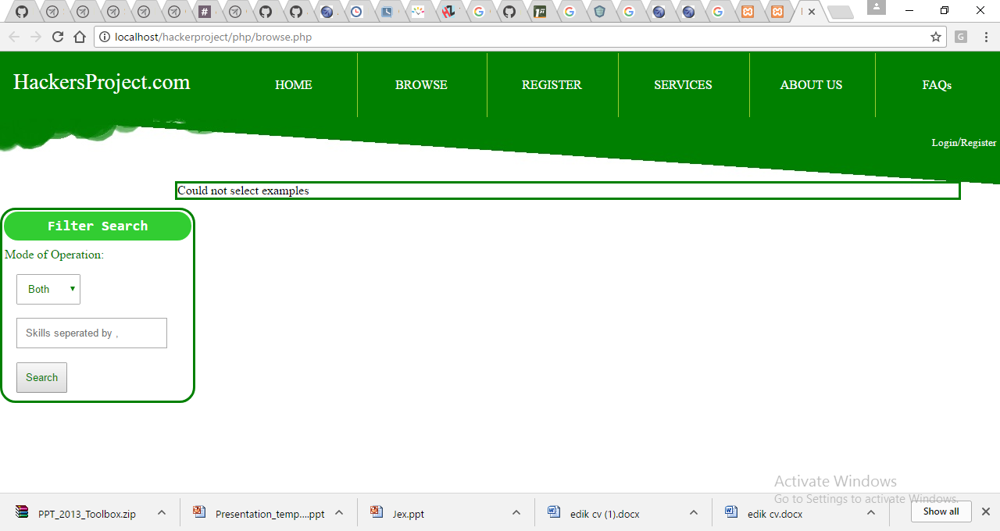 localhost/hackerproject/php/browse.php
HackersProject.com
HOME
BROWSE
REGISTER
SERVICES
ABOUT US
FAQs
Login/Register
Could not select examples
Filter Search
Mode of Operation:
Both
Skills seperated by ,
Search
Activate Windows
Go to Settings to activate Windows.
PPT_2013_Toolbox.zip
Presentation_temp....ppt
Jex.ppt
edik cv (1).docx
edik cv.docx
Show all